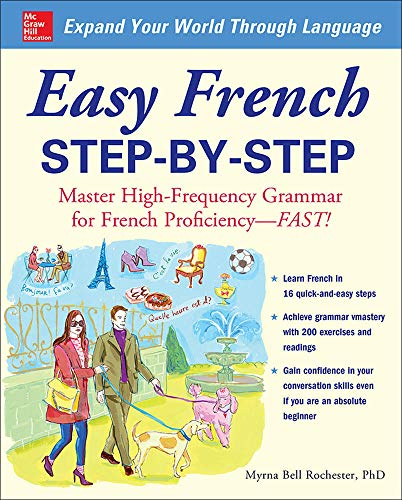 Mc
Graw
Hill
Education
Expand Your World Through Language
Easy French
STEP-BY-STEP
Master High-Frequency Grammar
for French Proficiency—FAST!
Bonjour! Ça va?
C'est la vie
Quelle heure est-il?
★ Learn French in
16 quick-and-easy steps
★ Achieve grammar vmastery
with 200 exercises and
readings
★ Gain confidence in your
conversation skills even
if you are an absolute
beginner
Myrna Bell Rochester, PhD